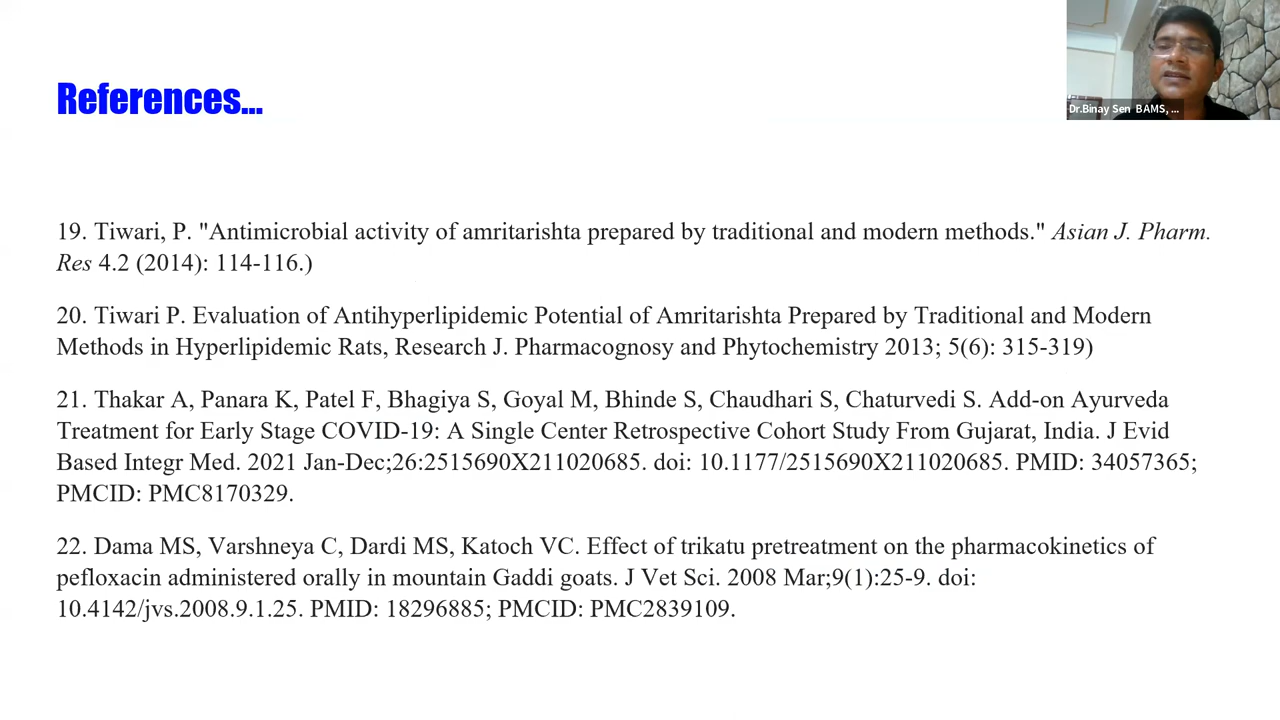 References...
Dr.Binay Sen BAMS, ...
19. Tiwari, P. "Antimicrobial activity of amritarishta prepared by traditional and modern methods." Asian J. Pharm.
Res 4.2 (2014): 114-116.)
20. Tiwari P. Evaluation of Antihyperlipidemic Potential of Amritarishta Prepared by Traditional and Modern
Methods in Hyperlipidemic Rats, Research J. Pharmacognosy and Phytochemistry 2013; 5(6): 315-319)
21. Thakar A, Panara K, Patel F, Bhagiya S, Goyal M, Bhinde S, Chaudhari S, Chaturvedi S. Add-on Ayurveda
Treatment for Early Stage COVID-19: A Single Center Retrospective Cohort Study From Gujarat, India. J Evid
Based Integr Med. 2021 Jan-Dec;26:2515690X211020685. doi: 10.1177/2515690X211020685. PMID: 34057365;
PMCID: PMC8170329.
22. Dama MS, Varshneya C, Dardi MS, Katoch VC. Effect of trikatu pretreatment on the pharmacokinetics of
pefloxacin administered orally in mountain Gaddi goats. J Vet Sci. 2008 Mar;9(1):25-9. doi:
10.4142/jvs.2008.9.1.25. PMID: 18296885; PMCID: PMC2839109.